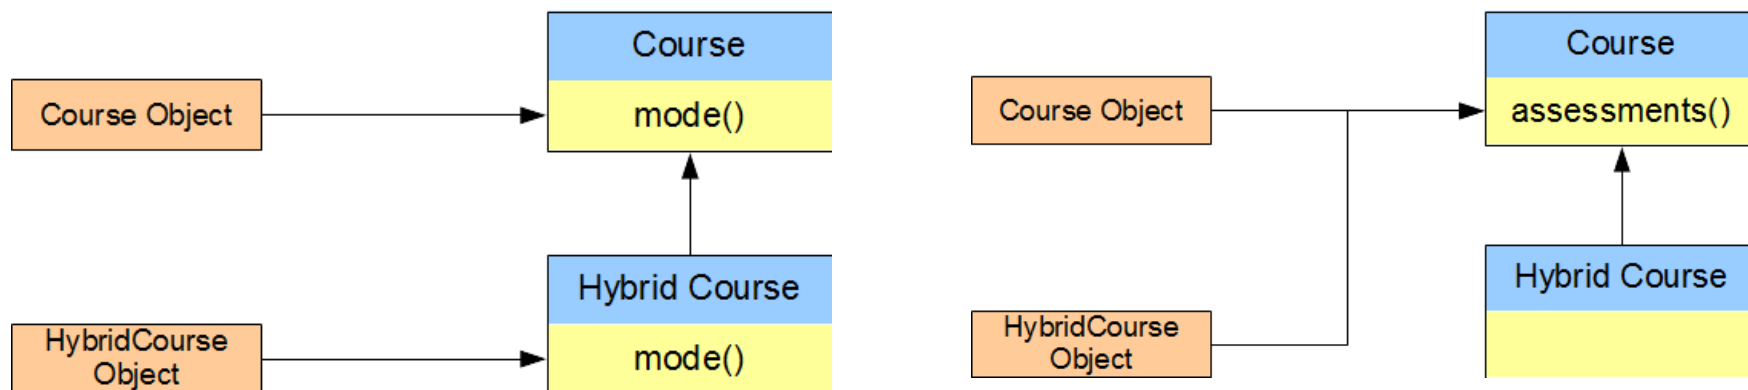 Course
Course Object
mode()
Hybrid Course
HybridCourse
Object
mode()
Course
Course Object
assessments()
Hybrid Course
HybridCourse
Object